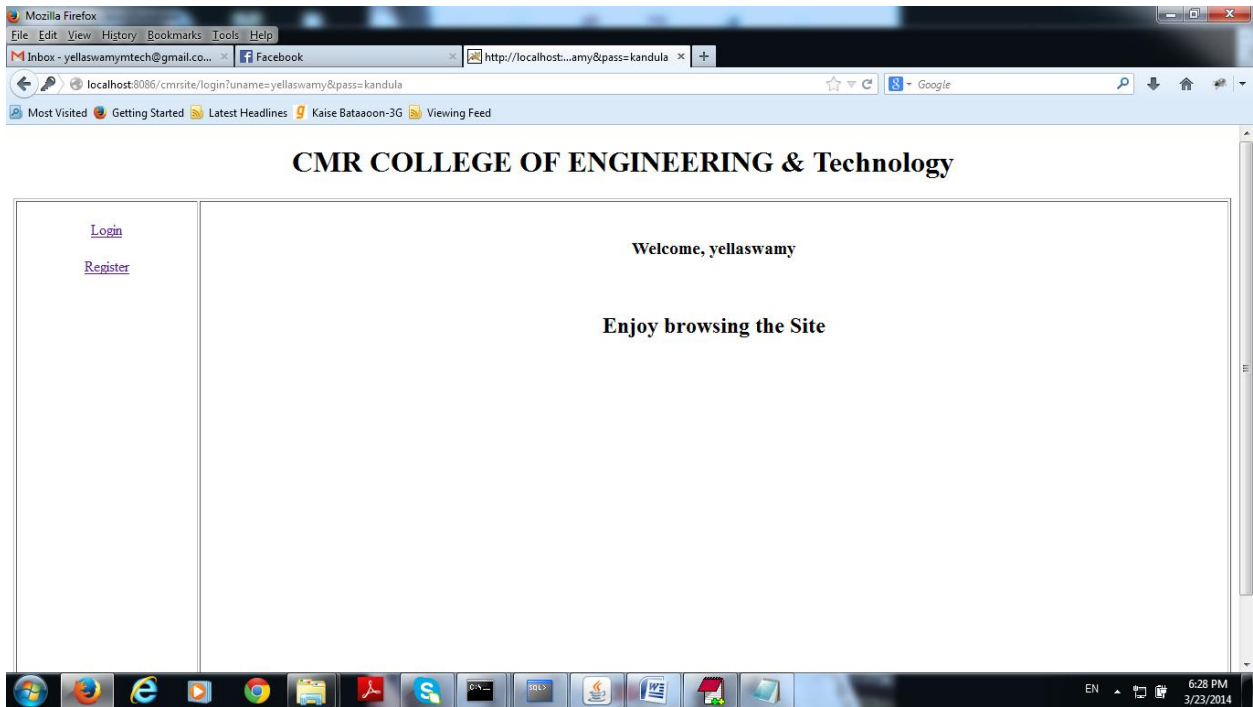 Mozilla Firefox
File Edit View History Bookmarks Tools Help
Inbox - yellaswamymtech@gmail.co... Facebook http://localhost:...amy&pass=kandula
localhost:8086/cmrsite/login?uname=yellaswamy&pass=kandula Google
Most Visited Getting Started Latest Headlines Kaise Bataaoon-3G Viewing Feed
CMR COLLEGE OF ENGINEERING & Technology
Login
Register
Welcome, yellaswamy
Enjoy browsing the Site
EN 6:28 PM
3/23/2014